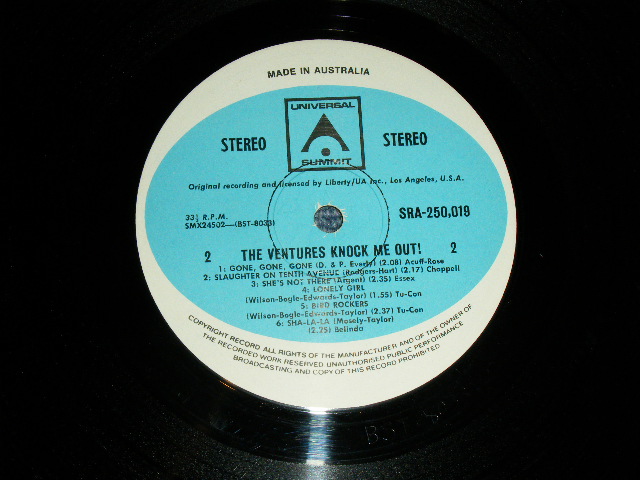 MADE IN AUSTRALIA
UNIVERSAL
SUMMIT
STEREO
STEREO
Original recording and licensed by Liberty/UA Inc., Los Angeles, U.S.A.
33⅓ R.P.M.
SMX24502—(BST-8033)
SRA-250,019
2 THE VENTURES KNOCK ME OUT! 2
1: GONE, GONE, GONE (D. & P. Everly) (2.08) Acuff-Rose
2: SLAUGHTER ON TENTH AVENUE (Rodgers-Hart) (2.17) Chappell
3: SHE'S NOT THERE (Argent) (2.35) Essex
4: LONELY GIRL
(Wilson-Bogle-Edwards-Taylor) (1.55) Tu-Con
5: BIRD ROCKERS
(Wilson-Bogle-Edwards-Taylor) (2.37) Tu-Con
6: SHA-LA-LA (Mosely-Taylor)
(2.25) Belinda
COPYRIGHT RECORD ALL RIGHTS OF THE MANUFACTURER AND OF THE OWNER OF
THE RECORDED WORK RESERVED UNAUTHORISED PUBLIC PERFORMANCE
BROADCASTING AND COPY OF THIS RECORD PROHIBITED